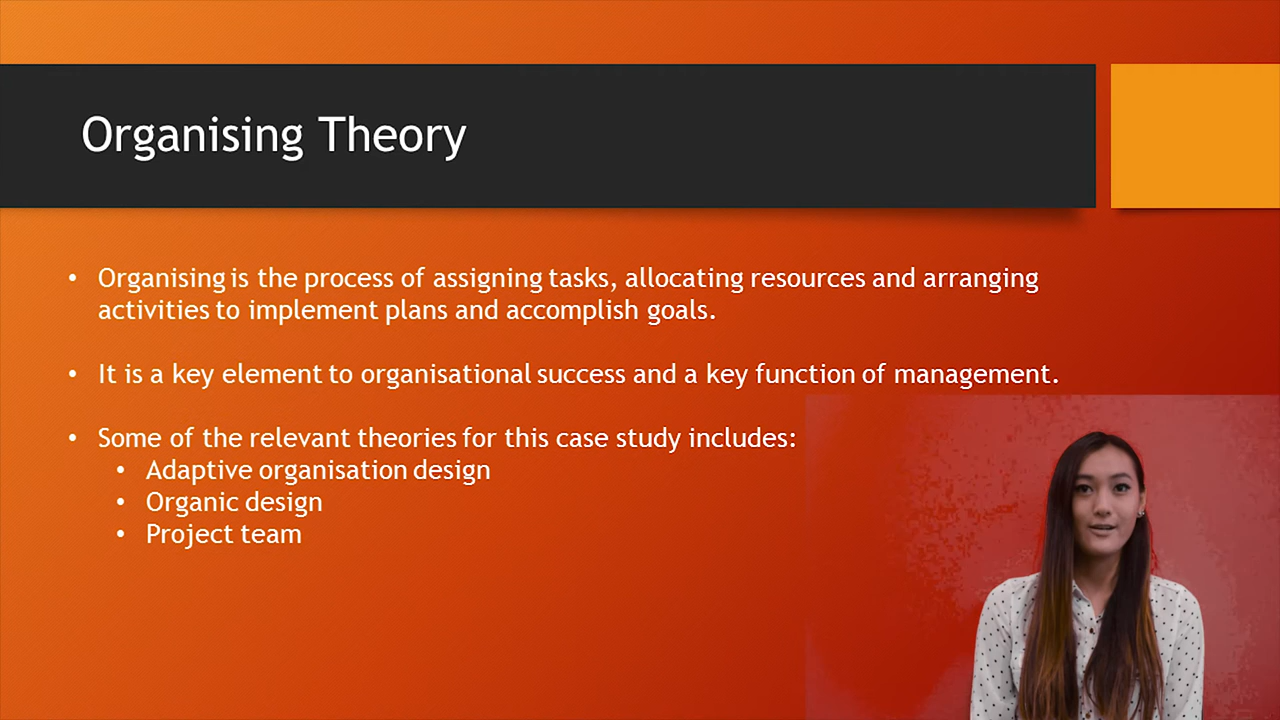 Organising Theory
• Organising is the process of assigning tasks, allocating resources and arranging
activities to implement plans and accomplish goals.
• It is a key element to organisational success and a key function of management.
• Some of the relevant theories for this case study includes:
• Adaptive organisation design
• Organic design
• Project team